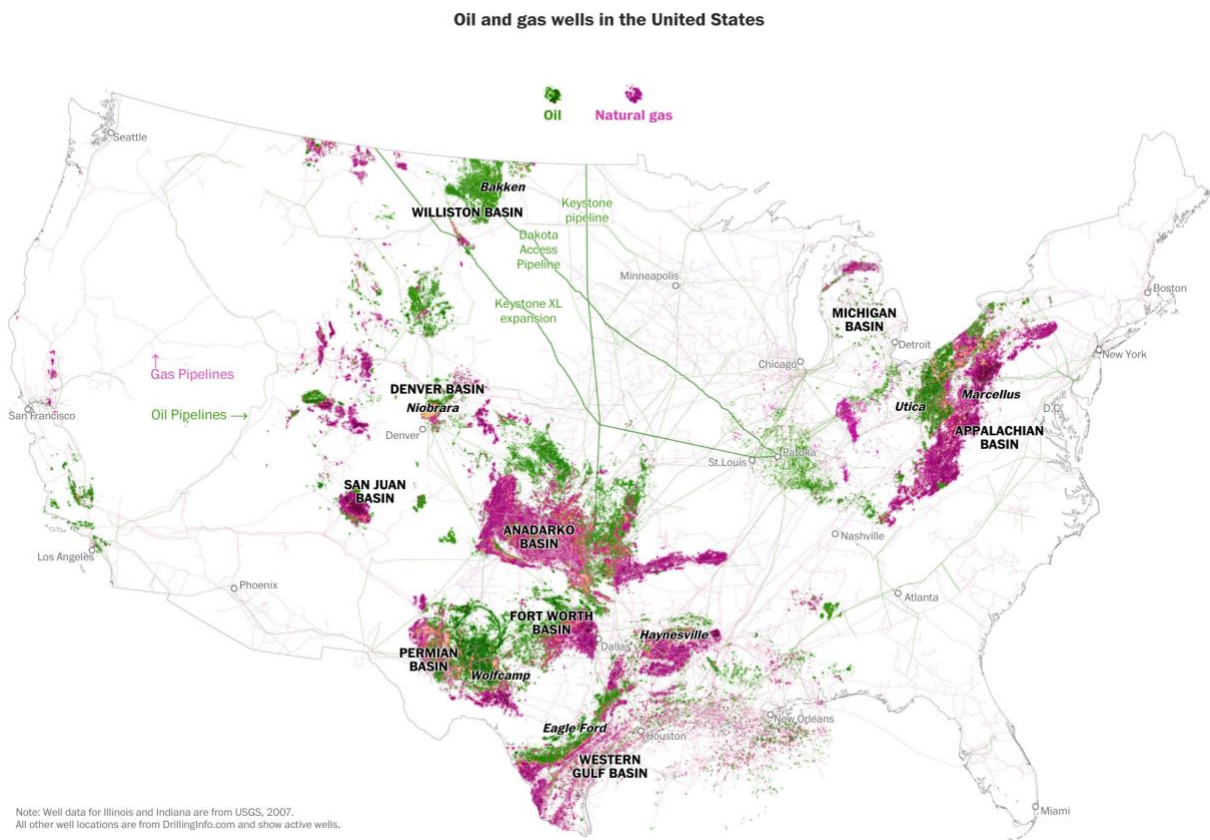 Oil and gas wells in the United States
Oil
Natural gas
Seattle
Bakken
WILLISTON BASIN
Keystone
pipeline
Dakota
Access
Pipeline
Minneapolis
Keystone XL
expansion
MICHIGAN
BASIN
Boston
Detroit
New York
Chicago
↑
Gas Pipelines
DENVER BASIN
Niobrara
Marcellus
Utica
San Francisco
Oil Pipelines →
D.C.
Denver
APPALACHIAN
BASIN
St.Louis
Patoka
SAN JUAN
BASIN
ANADARKO
BASIN
Nashville
Los Angeles
Phoenix
Atlanta
FORT WORTH
BASIN
Haynesville
Dallas
PERMIAN
BASIN
Wolfcamp
New Orleans
Eagle Ford
Houston
WESTERN
GULF BASIN
Miami
Note: Well data for Illinois and Indiana are from USGS, 2007.
All other well locations are from DrillingInfo.com and show active wells.